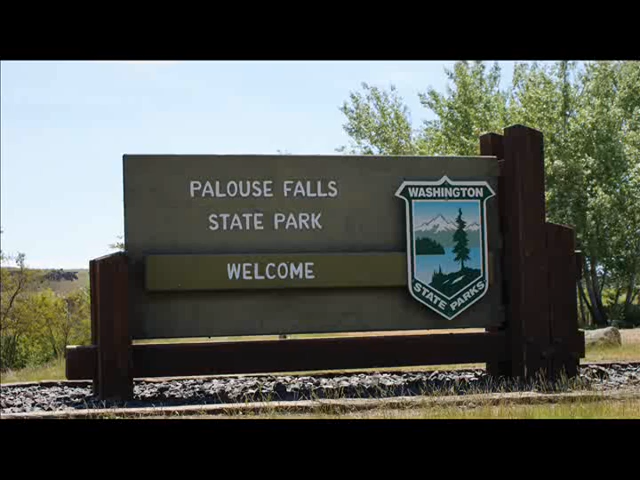 PALOUSE FALLS
STATE PARK
WELCOME
WASHINGTON
STATE PARKS